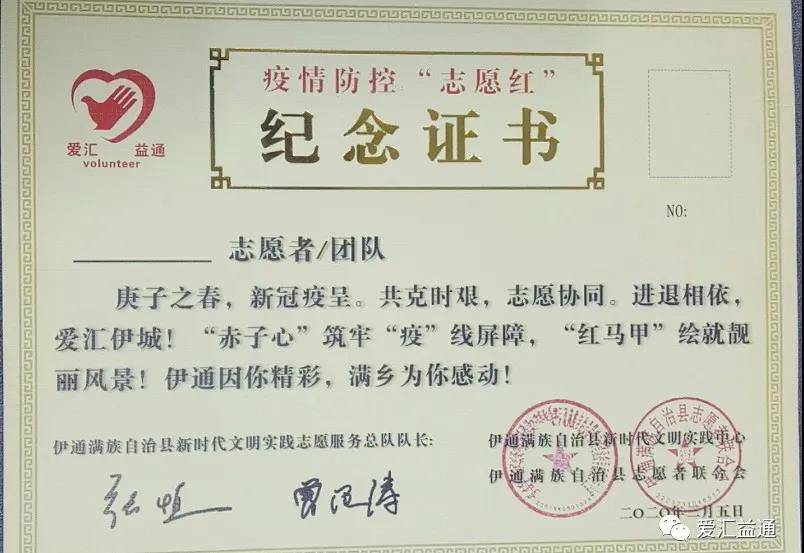 爱汇 益通
volunteer
疫情防控“志愿红”
纪念证书
NO:
志愿者/团队
庚子之春，新冠疫呈。共克时艰，志愿协同。进退相依，
爱汇伊城！“赤子心”筑牢“疫”线屏障，“红马甲”绘就靓
丽风景！伊通因你精彩，满乡为你感动！
伊通满族自治县新时代文明实践志愿服务总队队长：
伊通满族自治县新时代文明实践中心
伊通满族自治县志愿者联合会
二〇二〇年 月五日
爱汇益通